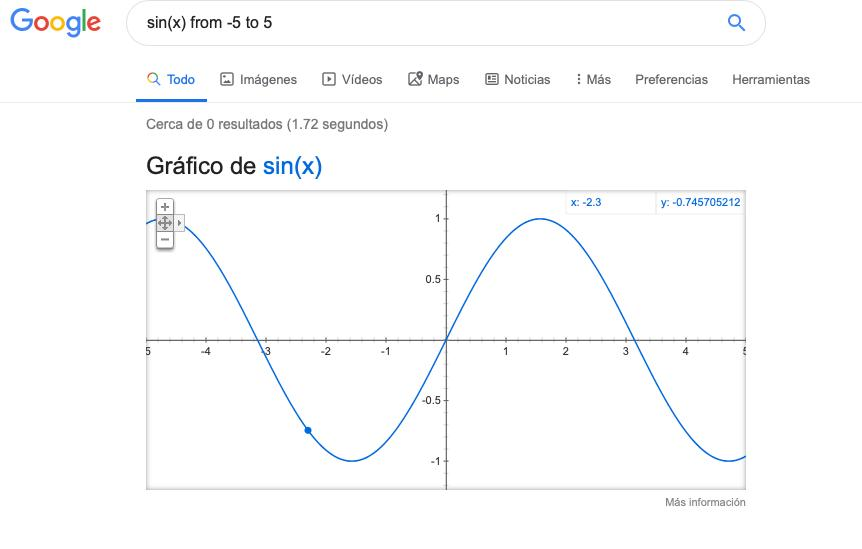 Google
sin(x) from -5 to 5
Todo Imágenes Vídeos Maps Noticias Más Preferencias Herramientas
Cerca de 0 resultados (1.72 segundos)
Gráfico de sin(x)
x: -2.3 y: -0.745705212
1
0.5
5 -4 -3 -2 -1 1 2 3 4 5
-0.5
-1
Más información